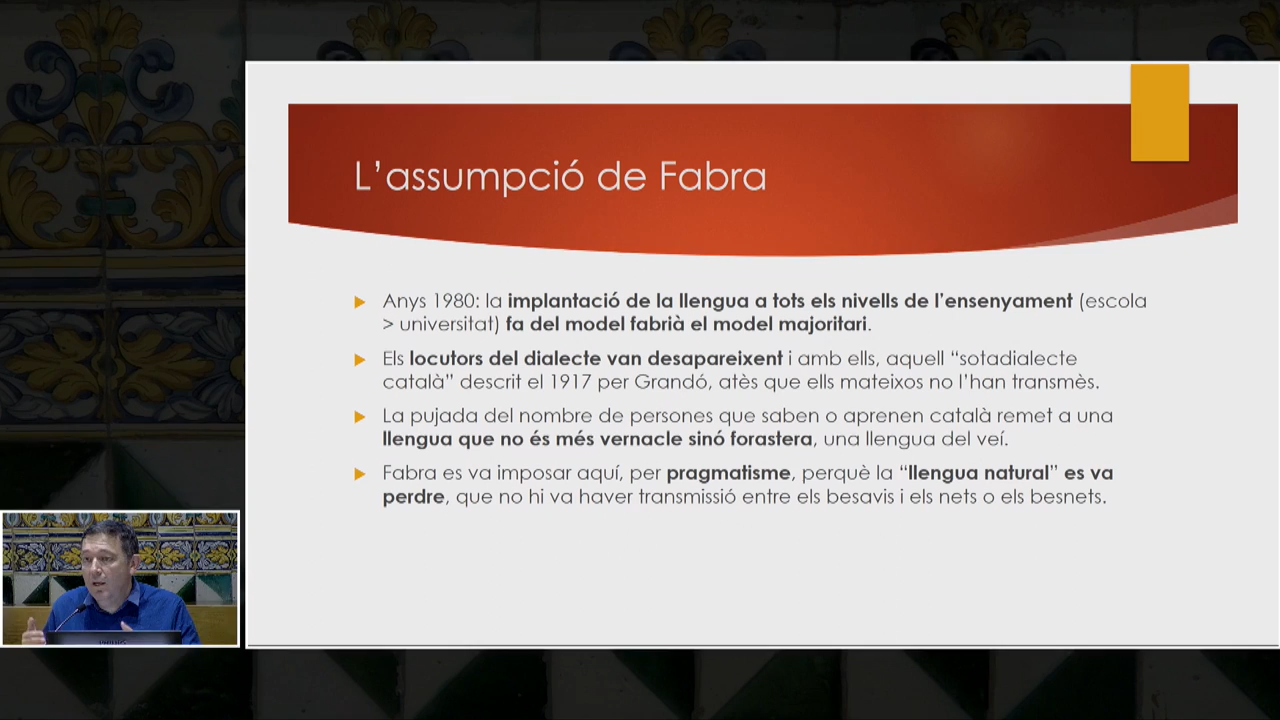 L’assumpció de Fabra
Anys 1980: la implantació de la llengua a tots els nivells de l’ensenyament (escola
> universitat) fa del model fabrià el model majoritari.
Els locutors del dialecte van desapareixent i amb ells, aquell “sotadialecte
català” descrit el 1917 per Grandó, atès que ells mateixos no l’han transmès.
La pujada del nombre de persones que saben o aprenen català remet a una
llengua que no és més vernacle sinó forastera, una llengua del veí.
Fabra es va imposar aquí, per pragmatisme, perquè la “llengua natural” es va
perdre, que no hi va haver transmissió entre els besavis i els nets o els besnets.